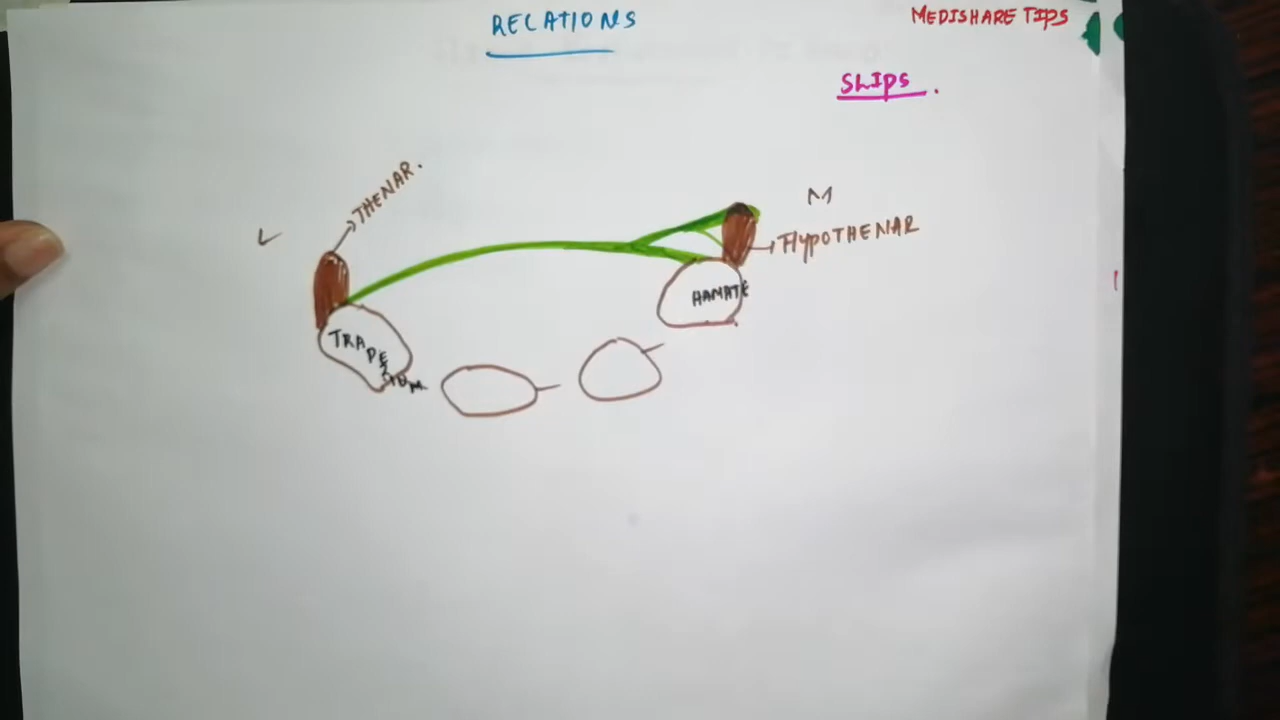 RELATIONS
MEDISHARE TIPS
SLIPS.
THENAR.
L
M
HypoTHENAR
HAMATE
TRAPEZIUM